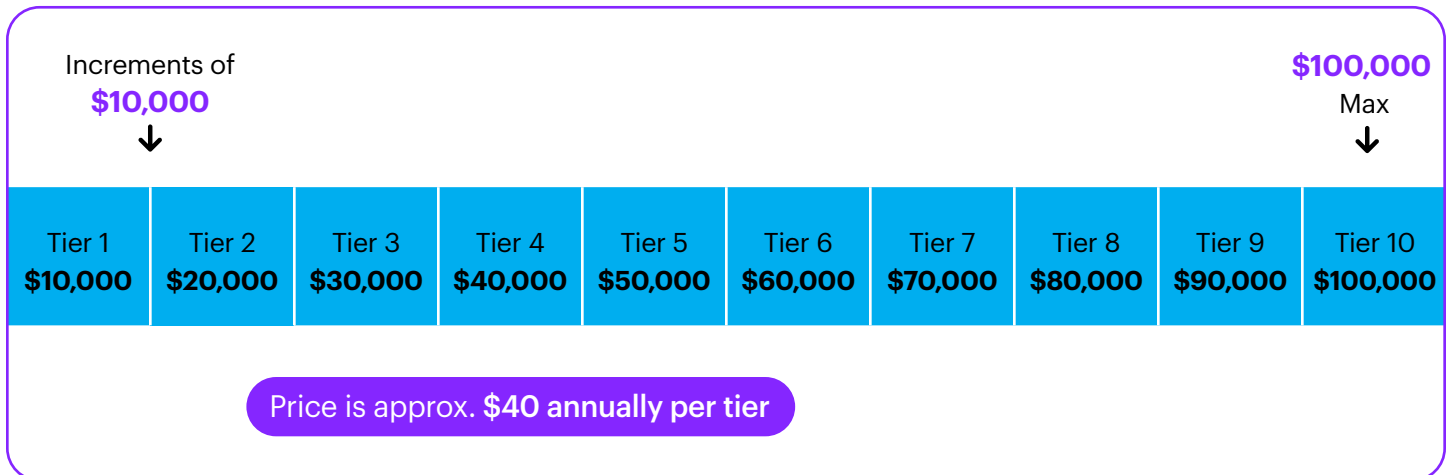 Increments of
$10,000
$100,000
Max
Tier 1
$10,000
Tier 2
$20,000
Tier 3
$30,000
Tier 4
$40,000
Tier 5
$50,000
Tier 6
$60,000
Tier 7
$70,000
Tier 8
$80,000
Tier 9
$90,000
Tier 10
$100,000
Price is approx. $40 annually per tier